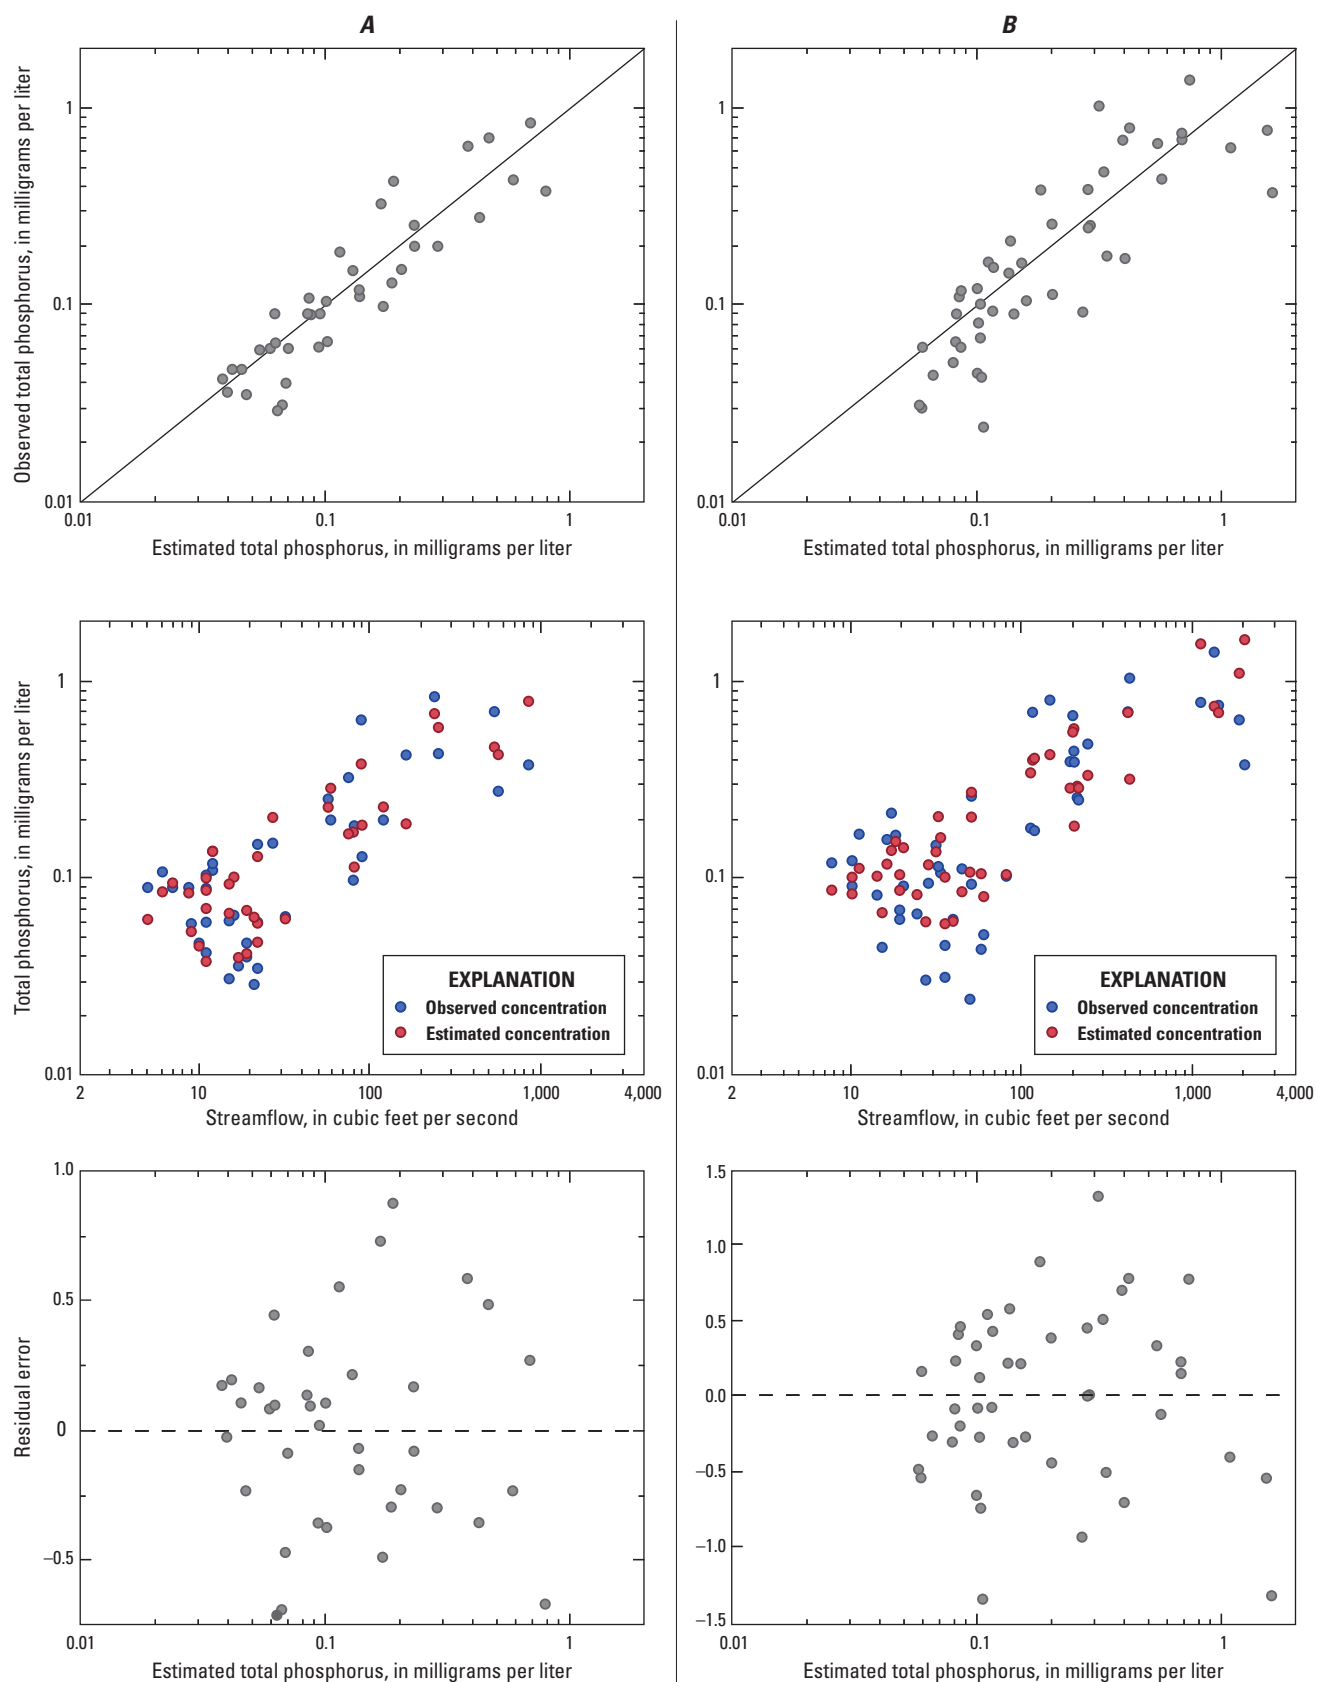 A
Observed total phosphorus, in milligrams per liter
1
0.1
0.01
0.01 0.1 1
Estimated total phosphorus, in milligrams per liter
B
1
0.1
0.01
0.01 0.1 1
Estimated total phosphorus, in milligrams per liter
Total phosphorus, in milligrams per liter
1
0.1
0.01
EXPLANATION
Observed concentration
Estimated concentration
2 10 100 1,000 4,000
Streamflow, in cubic feet per second
1
0.1
0.01
EXPLANATION
Observed concentration
Estimated concentration
2 10 100 1,000 4,000
Streamflow, in cubic feet per second
Residual error
1.0
0.5
0
−0.5
0.01 0.1 1
Estimated total phosphorus, in milligrams per liter
1.5
1.0
0.5
0.0
−0.5
−1.0
−1.5
0.01 0.1 1
Estimated total phosphorus, in milligrams per liter